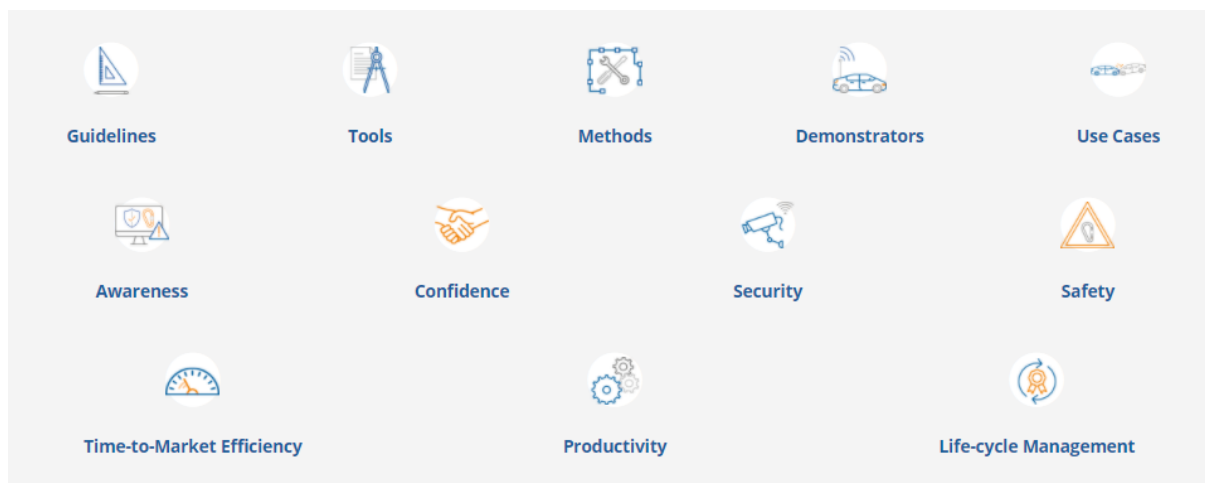 Guidelines Tools Methods Demonstrators Use Cases
Awareness Confidence Security Safety
Time-to-Market Efficiency Productivity Life-cycle Management